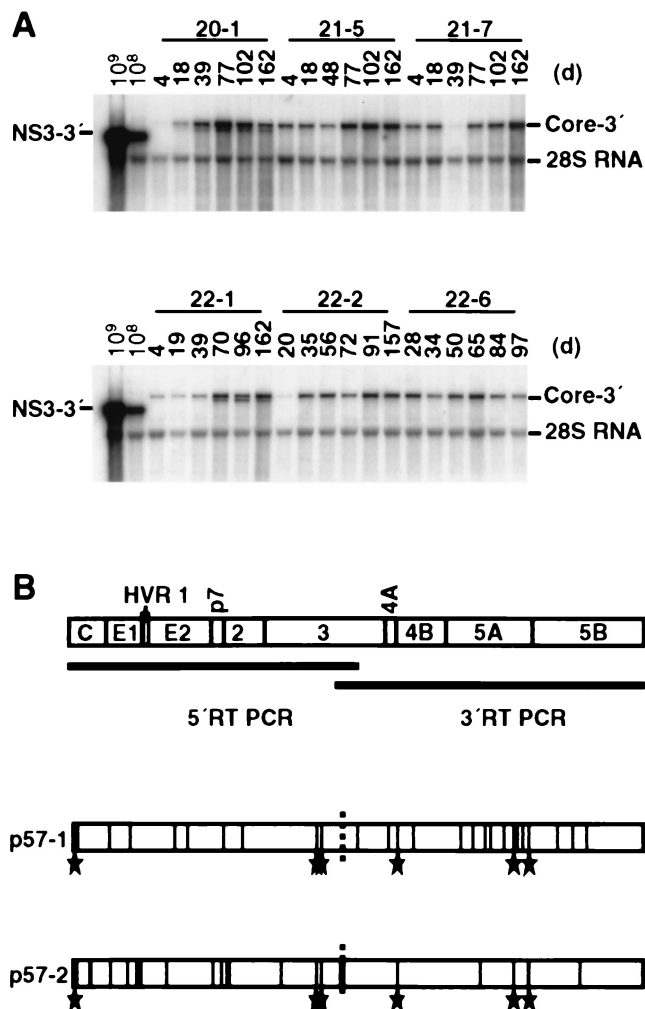 A
20-1 21-5 21-7
10⁹ 10⁸ 4 18 39 77 102 162 4 18 48 77 102 162 4 18 39 77 102 162 (d)
NS3-3´ Core-3´
28S RNA
22-1 22-2 22-6
10⁹ 10⁸ 4 19 39 70 96 162 20 35 56 72 91 157 28 34 50 65 84 97 (d)
NS3-3´ Core-3´
28S RNA
B
HVR 1 p7 4A
C E1 E2 2 3 4B 5A 5B
5´RT PCR 3´RT PCR
p57-1
p57-2